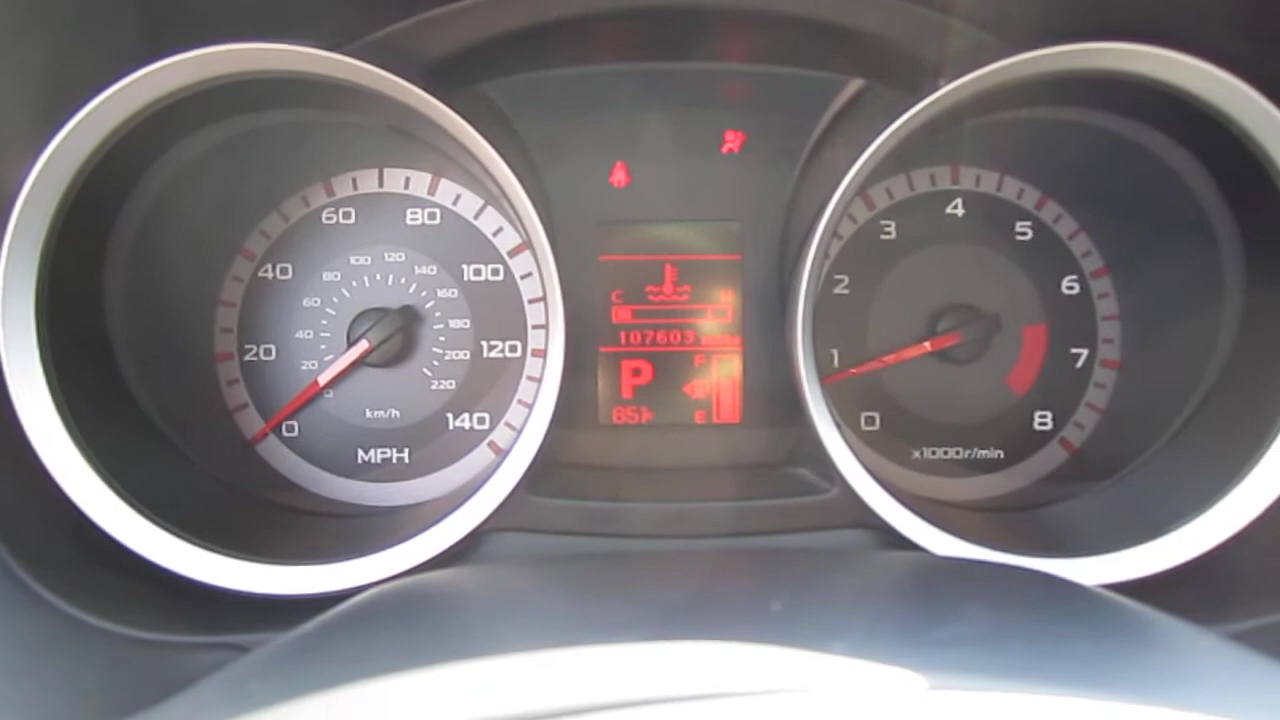 60 80
40 100
20 120
0 140
100 120
80 140
60 160
40 180
20 200
0 220
km/h
MPH
C H
107603
P F
85°F
E
4
3 5
2 6
1 7
0 8
x1000r/min